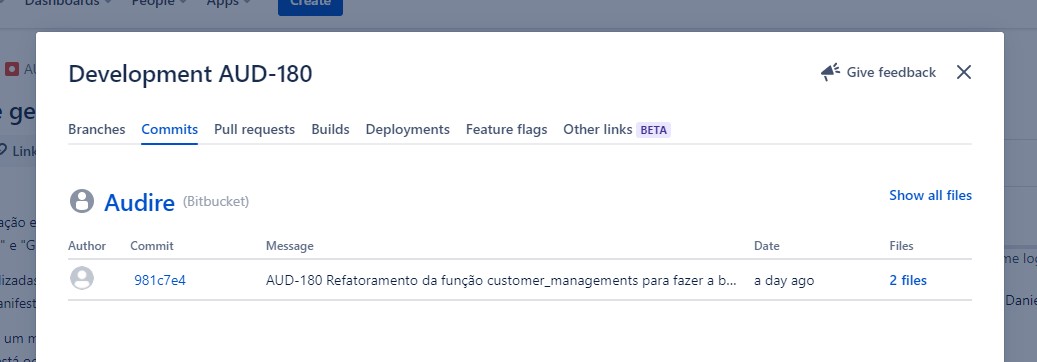 Dashboards People Apps Create
Development AUD-180
Give feedback
Branches Commits Pull requests Builds Deployments Feature flags Other links BETA
Audire (Bitbucket)
Show all files
Author Commit Message Date Files
981c7e4 AUD-180 Refatoramento da função customer_managements para fazer a b... a day ago 2 files
AU
e ge
Link
ação e
" e "G
lizadas
anifest
um m
stá oc
me log
Danie